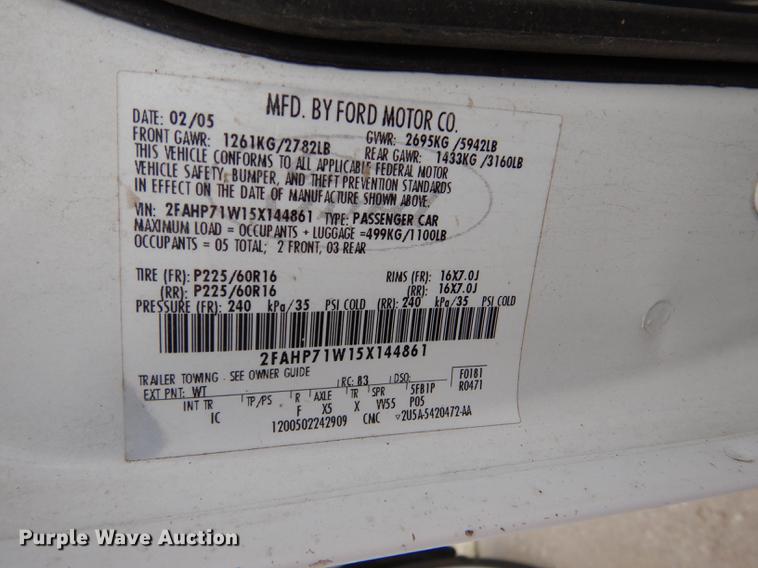 MFD. BY FORD MOTOR CO.
DATE: 02/05 GVWR: 2695KG /5942LB
FRONT GAWR: 1261KG/2782LB REAR GAWR: 1433KG/3160LB
THIS VEHICLE CONFORMS TO ALL APPLICABLE FEDERAL MOTOR
VEHICLE SAFETY, BUMPER, AND THEFT PREVENTION STANDARDS
IN EFFECT ON THE DATE OF MANUFACTURE SHOWN ABOVE.
VIN: 2FAHP71W15X144861 TYPE: PASSENGER CAR
MAXIMUM LOAD = OCCUPANTS + LUGGAGE =499KG/1100LB
OCCUPANTS = 05 TOTAL; 2 FRONT, 03 REAR
TIRE (FR): P225/60R16 RIMS (FR): 16X7.0J
(RR): P225/60R16 (RR): 16X7.0J
PRESSURE (FR): 240 kPa/35 PSI COLD (RR): 240 kPa/35 PSI COLD
2FAHP71W15X144861
TRAILER TOWING - SEE OWNER GUIDE F0181
EXT PNT: WT RC: 83 DSO: R0471
INT TR TP/PS R AXLE TR SPR 5FB1P
IC F X5 X VV55 P05
1200502242909 CMC ▽2U5A-5420472-AA
Purple Wave Auction